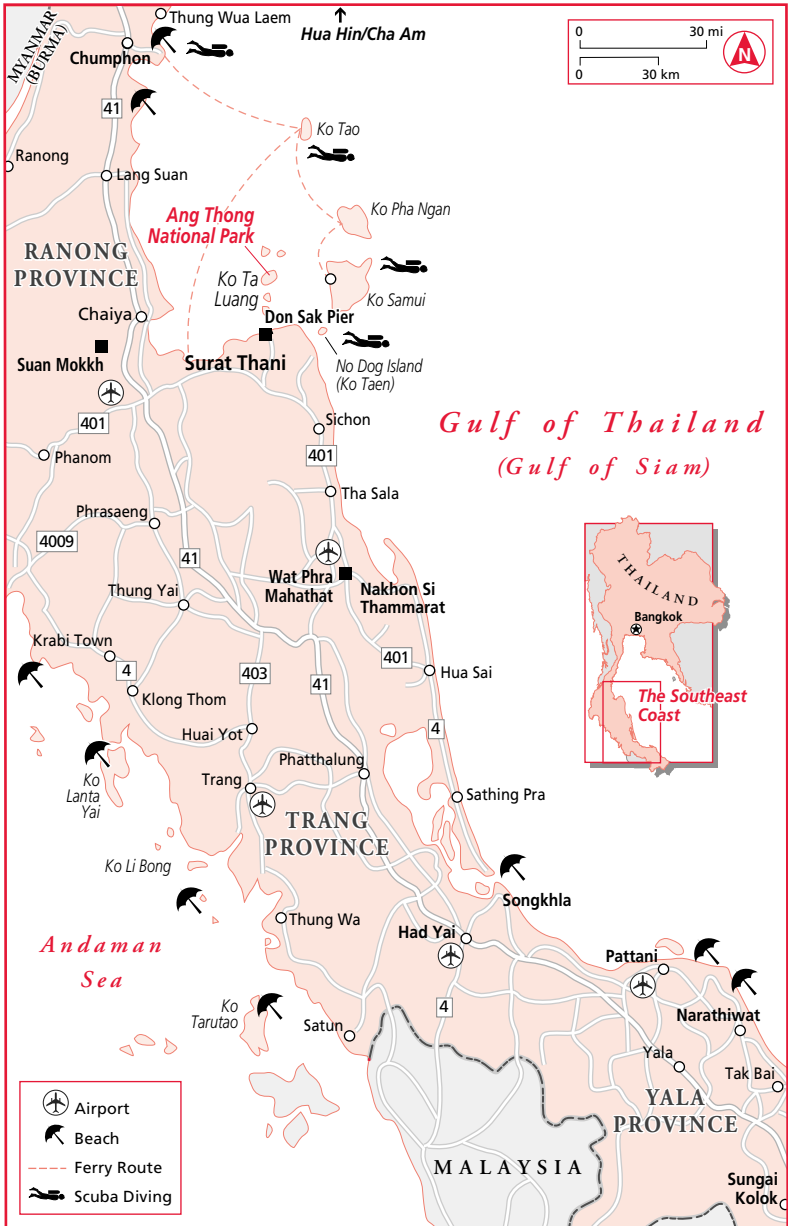 Thung Wua Laem
Hua Hin/Cha Am
0 30 mi
0 30 km
N
MYANMAR
(BURMA)
Chumphon
41
Ko Tao
Ranong
Lang Suan
Ko Pha Ngan
Ang Thong
National Park
RANONG
PROVINCE
Ko Ta
Luang
Ko Samui
Chaiya
Don Sak Pier
Suan Mokkh
Surat Thani
No Dog Island
(Ko Taen)
401
Sichon
Gulf of Thailand
(Gulf of Siam)
Phanom
401
Tha Sala
Phrasaeng
4009
41
Wat Phra
Mahathat
Nakhon Si
Thammarat
THAILAND
Bangkok
Thung Yai
Krabi Town
4
403
41
401
Hua Sai
Klong Thom
The Southeast
Coast
Huai Yot
4
Ko
Lanta
Yai
Trang
Phatthalung
Sathing Pra
TRANG
PROVINCE
Ko Li Bong
Songkhla
Thung Wa
Had Yai
Andaman
Sea
Pattani
Ko
Tarutao
4
Narathiwat
Satun
Yala
Tak Bai
YALA
PROVINCE
MALAYSIA
Sungai
Kolok
Airport
Beach
Ferry Route
Scuba Diving